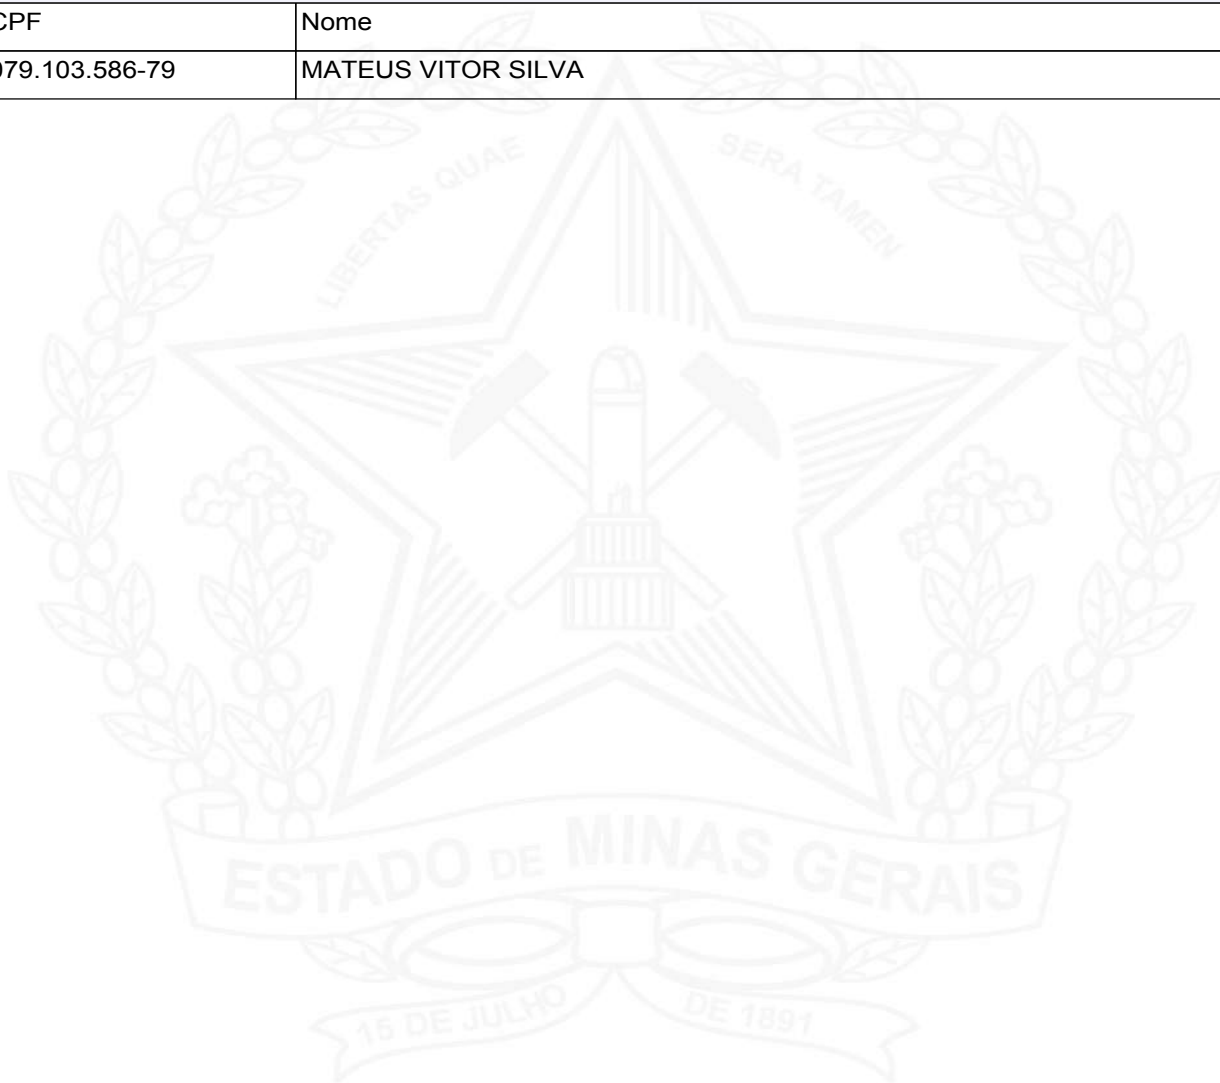 CPF Nome
079.103.586-79 MATEUS VITOR SILVA
LIBERTAS QUAE SERA TAMEN
ESTADO DE MINAS GERAIS
15 DE JULHO DE 1891